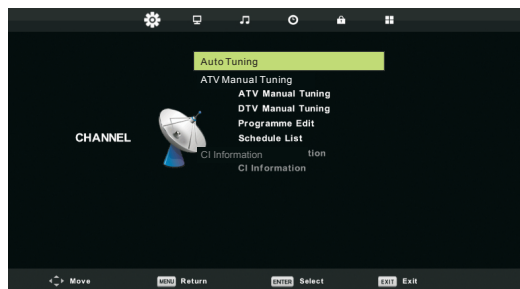 Auto Tuning
ATV Manual Tuning
ATV Manual Tuning
DTV Manual Tuning
Programme Edit
CHANNEL
Schedule List
CI Information tion
CI Information
Move MENU Return ENTER Select EXIT Exit